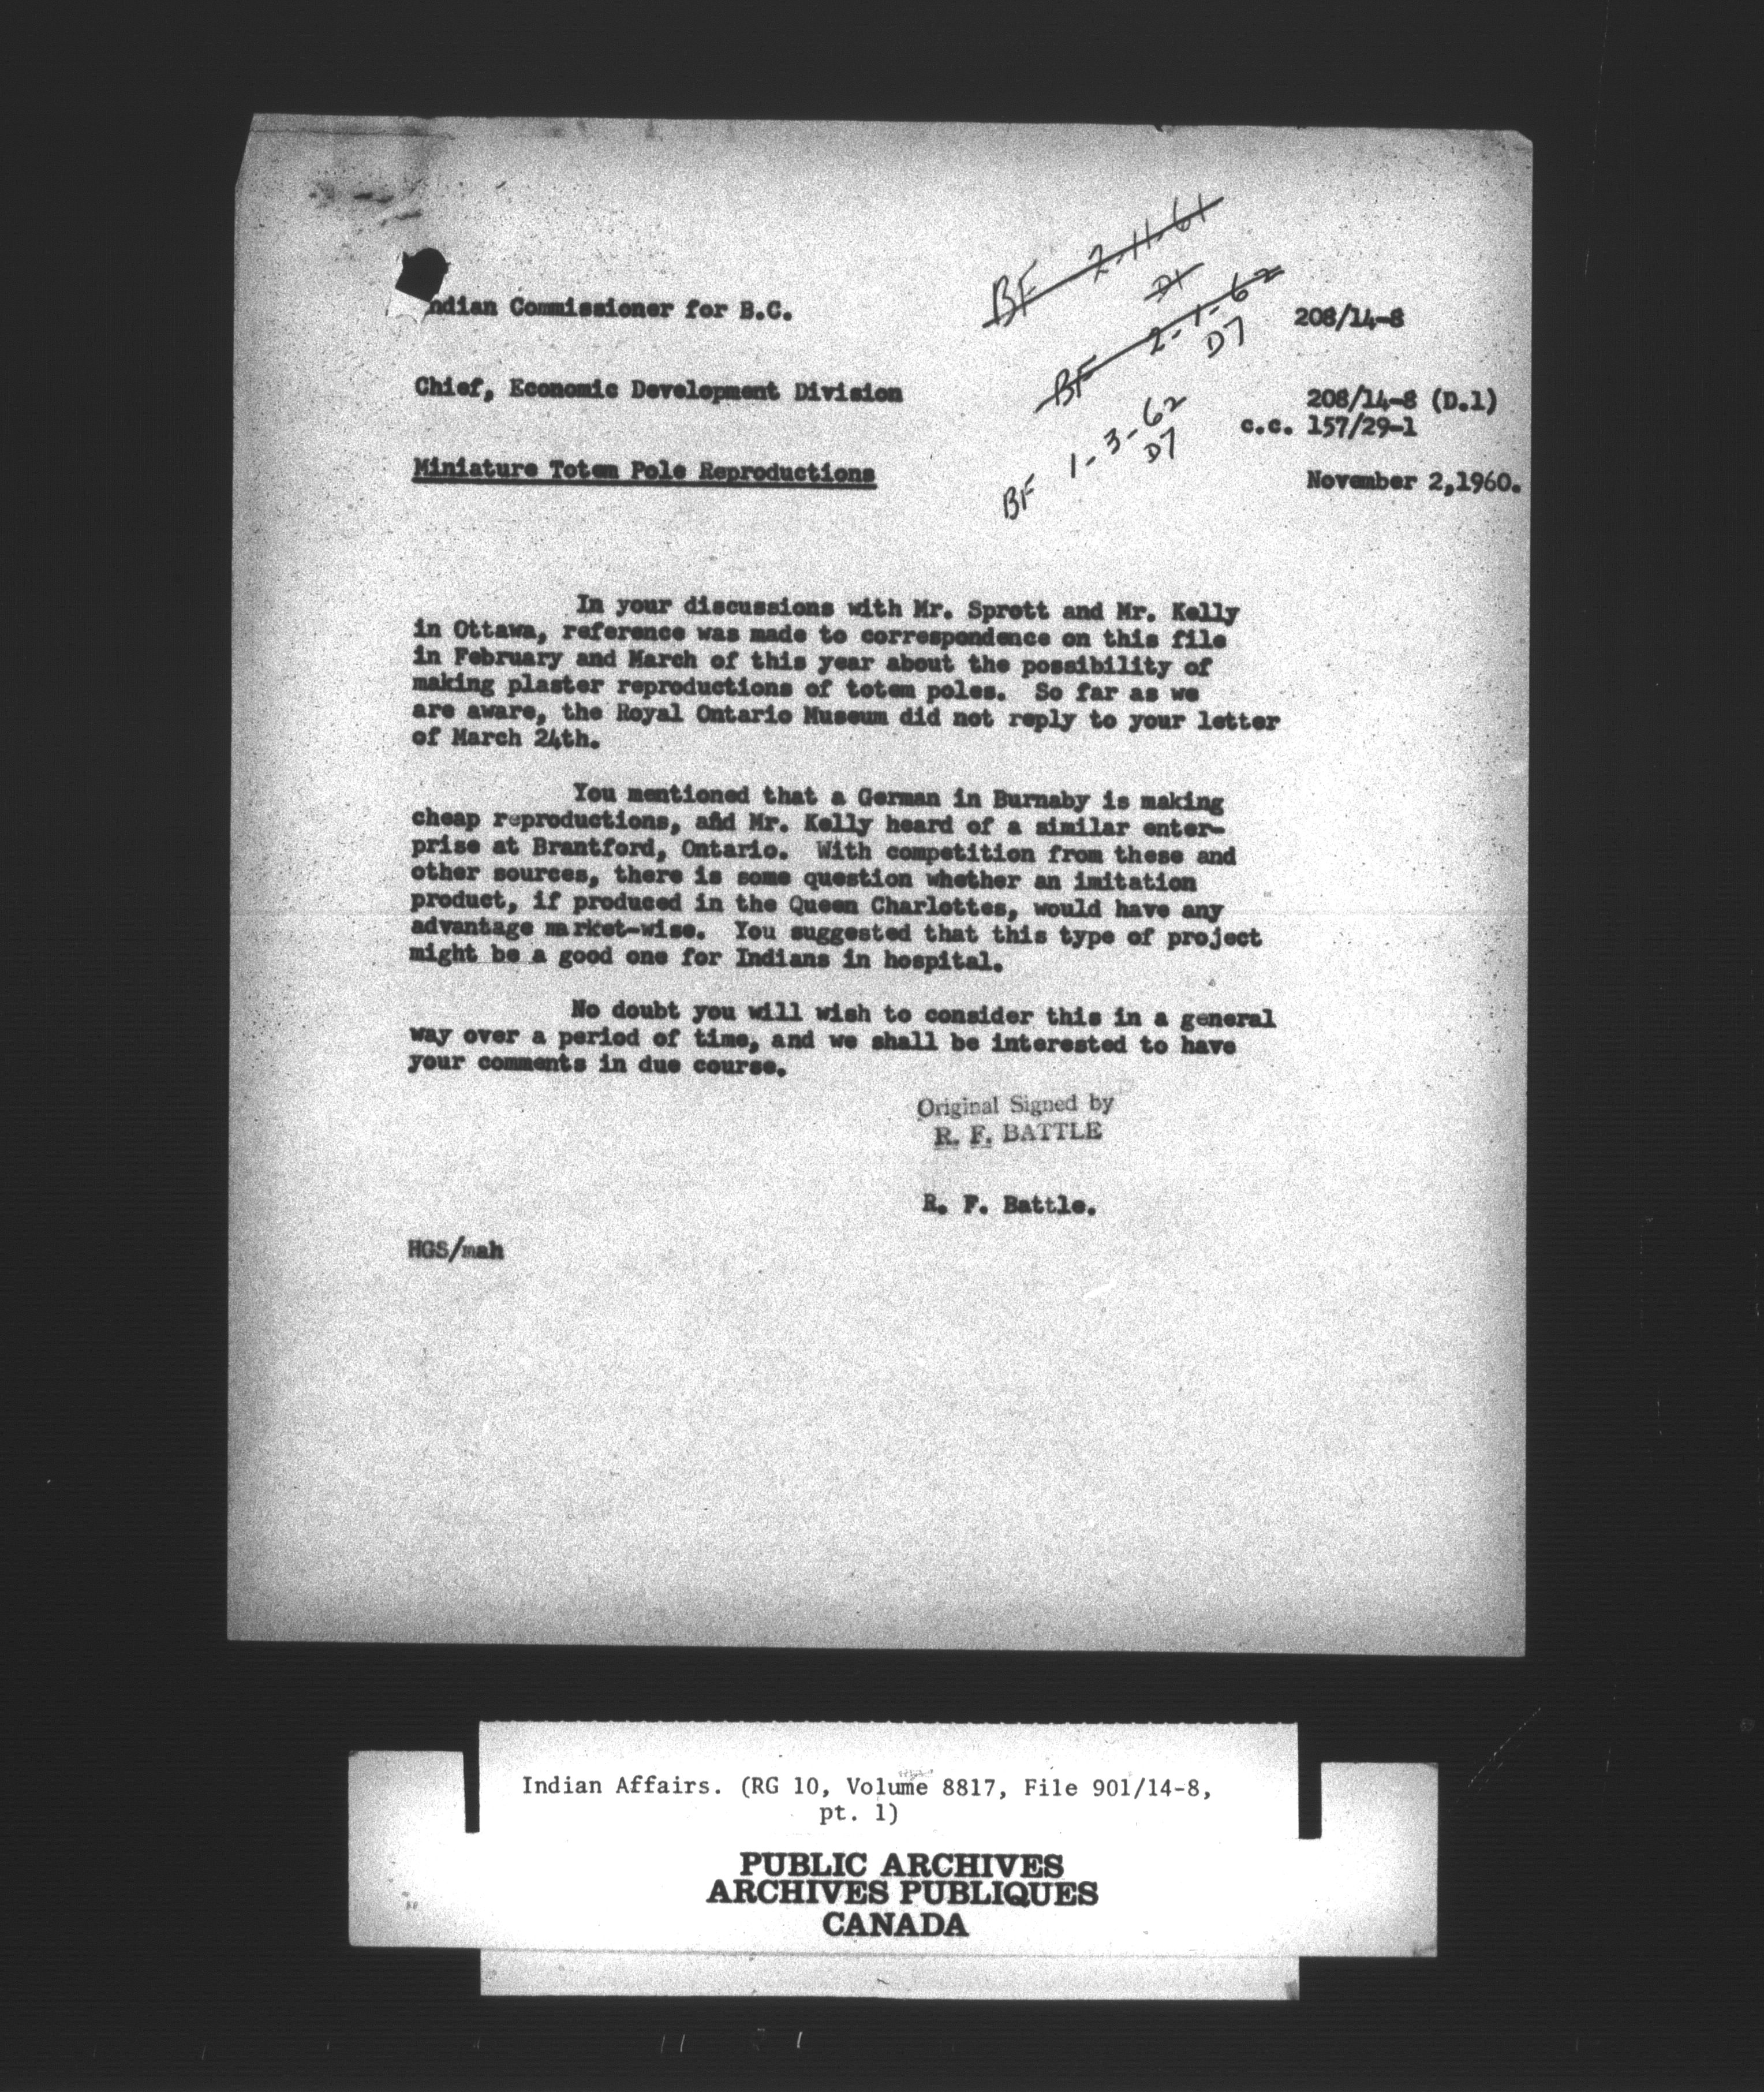 BF 2-11-61
D1
BF 2-1-62
D7
BF 1-3-62
D7
ndian Commissioner for B.C.
208/14-8
Chief, Economic Development Division
208/14-8 (D.1)
c.c. 157/29-1
Miniature Totem Pole Reproductions
November 2,1960.
In your discussions with Mr. Sprott and Mr. Kelly
in Ottawa, reference was made to correspondence on this file
in February and March of this year about the possibility of
making plaster reproductions of totem poles. So far as we
are aware, the Royal Ontario Museum did not reply to your letter
of March 24th.
You mentioned that a German in Burnaby is making
cheap reproductions, and Mr. Kelly heard of a similar enter-
prise at Brantford, Ontario. With competition from these and
other sources, there is some question whether an imitation
product, if produced in the Queen Charlottes, would have any
advantage market-wise. You suggested that this type of project
might be a good one for Indians in hospital.
No doubt you will wish to consider this in a general
way over a period of time, and we shall be interested to have
your comments in due course.
Original Signed by
R. F. BATTLE
R. F. Battle.
HGS/mah
Indian Affairs. (RG 10, Volume 8817, File 901/14-8,
pt. 1)
PUBLIC ARCHIVES
ARCHIVES PUBLIQUES
CANADA